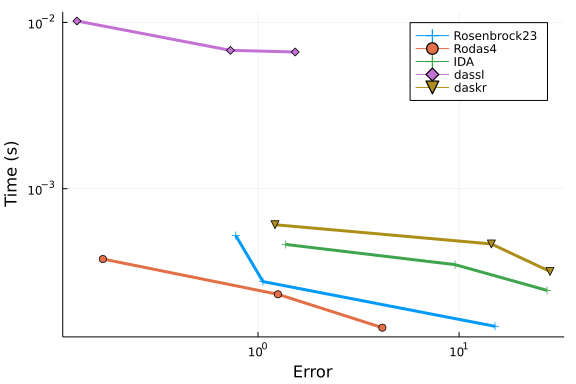 10⁻²
10⁻³
Time (s)
10⁰
10¹
Error
Rosenbrock23
Rodas4
IDA
dassl
daskr